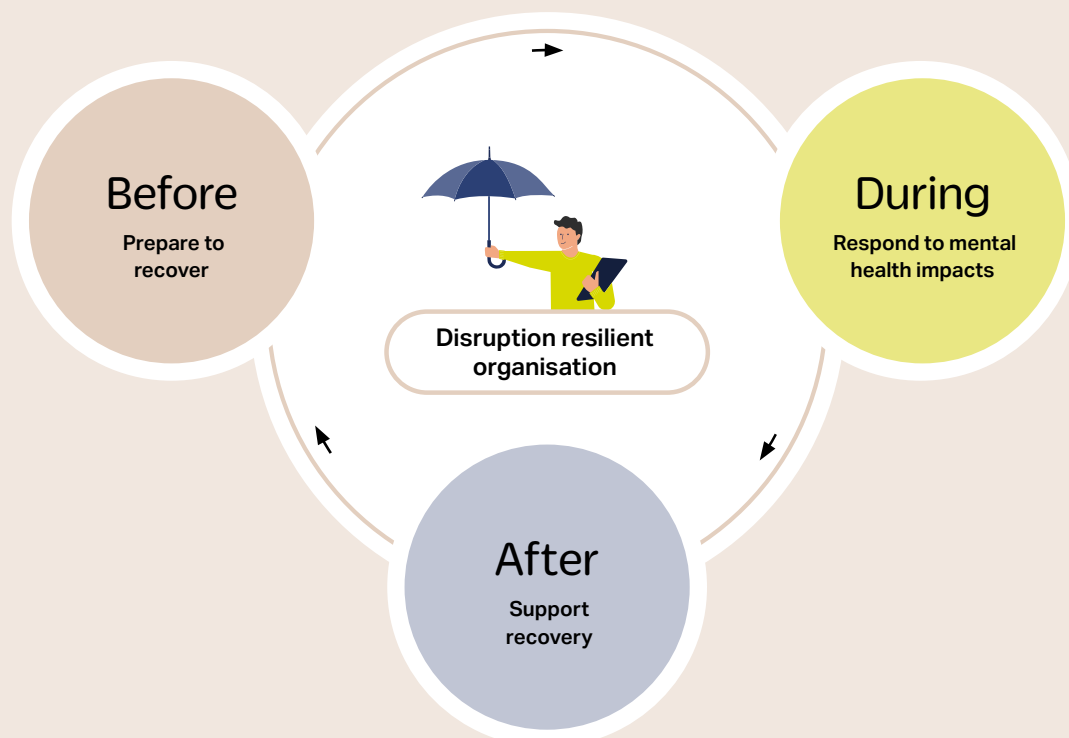 Before
Prepare to
recover
During
Respond to mental
health impacts
Disruption resilient
organisation
After
Support
recovery